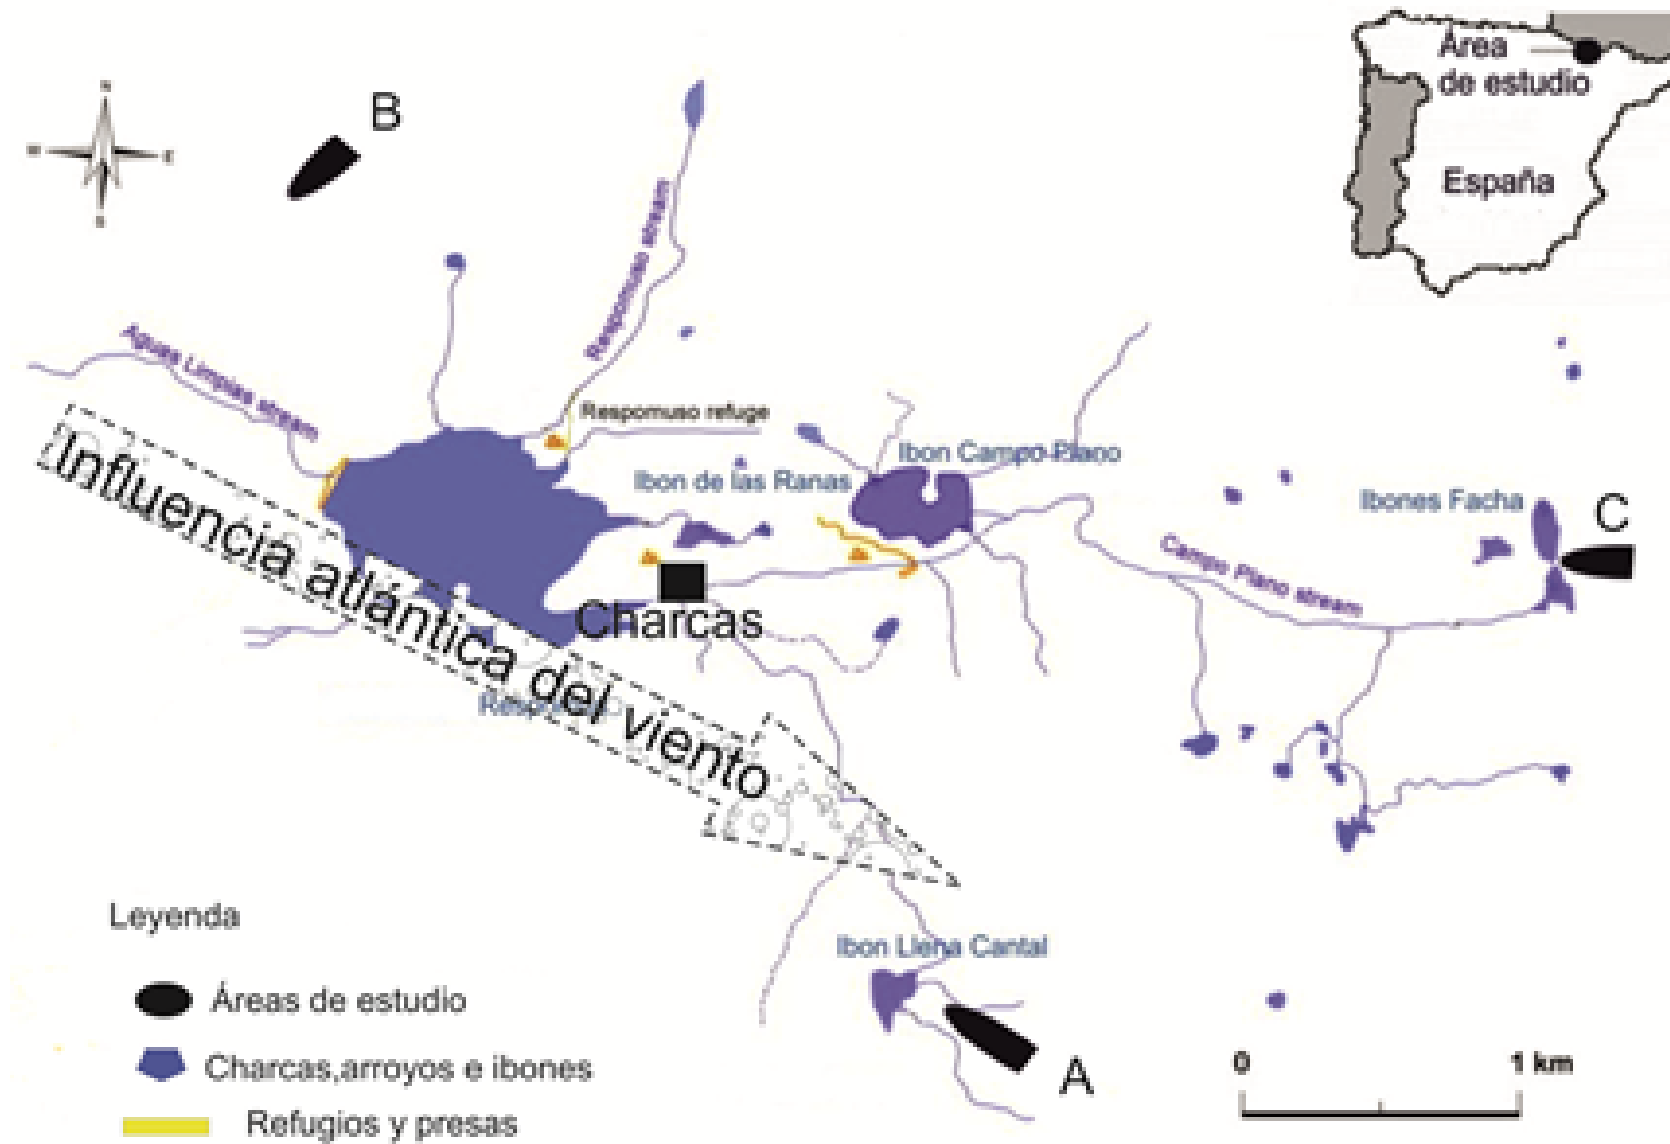 N
E
S
B
Área
de estudio
España
Respomuso stream
Aguas Limpias stream
Respomuso refuge
Ibon Campo Plano
Ibon de las Ranas
Ibones Facha
C
Campo Plano stream
Influencia atlántica del viento
Charcas
Ibon Llena Cantal
A
Leyenda
Áreas de estudio
Charcas,arroyos e ibones
Refugios y presas
0 1 km